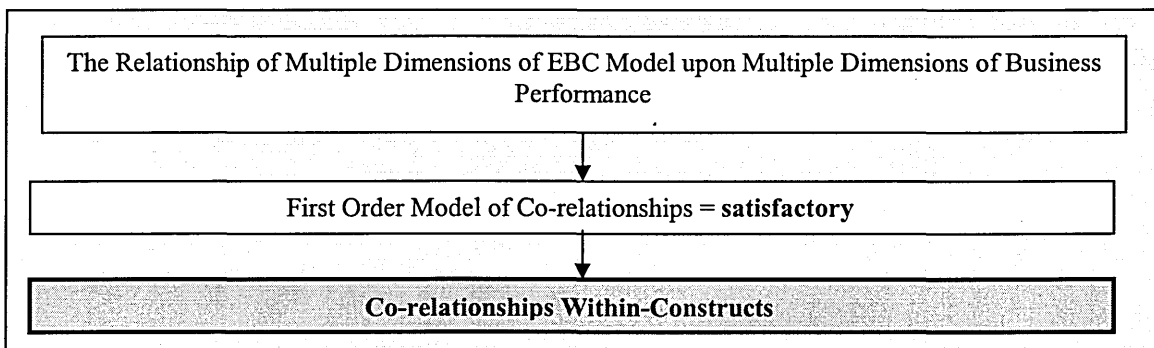 The Relationship of Multiple Dimensions of EBC Model upon Multiple Dimensions of Business
Performance
First Order Model of Co-relationships = satisfactory
Co-relationships Within-Constructs